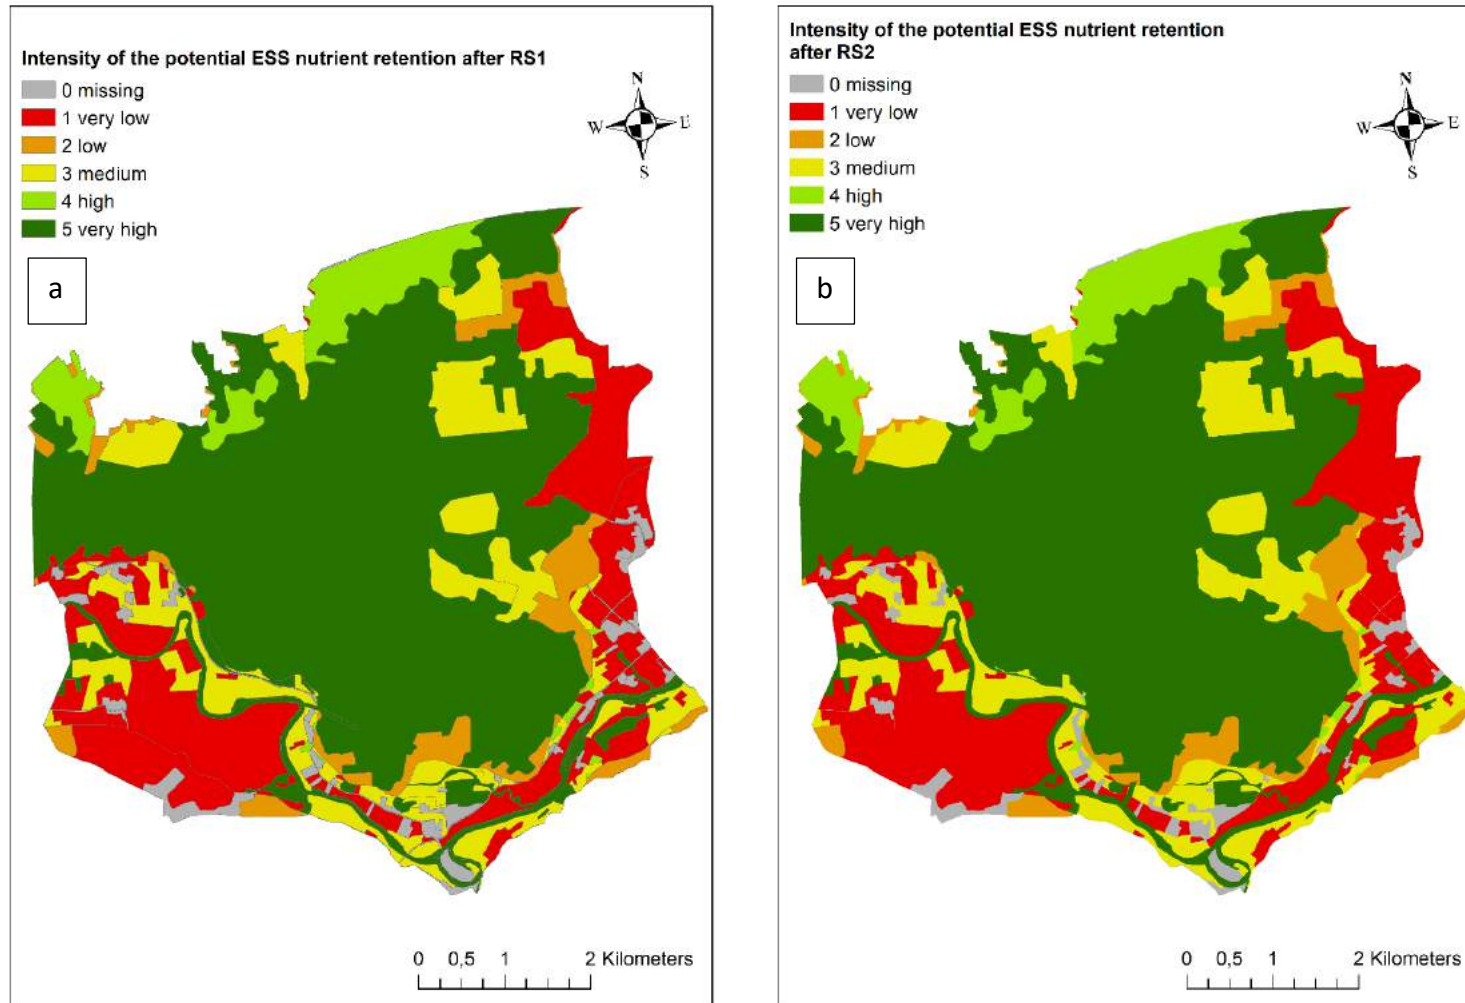 Intensity of the potential ESS nutrient retention after RS1
0 missing
1 very low
2 low
3 medium
4 high
5 very high
N
W E
S
a
0 0,5 1 2 Kilometers
Intensity of the potential ESS nutrient retention
after RS2
0 missing
1 very low
2 low
3 medium
4 high
5 very high
N
W E
S
b
0 0,5 1 2 Kilometers